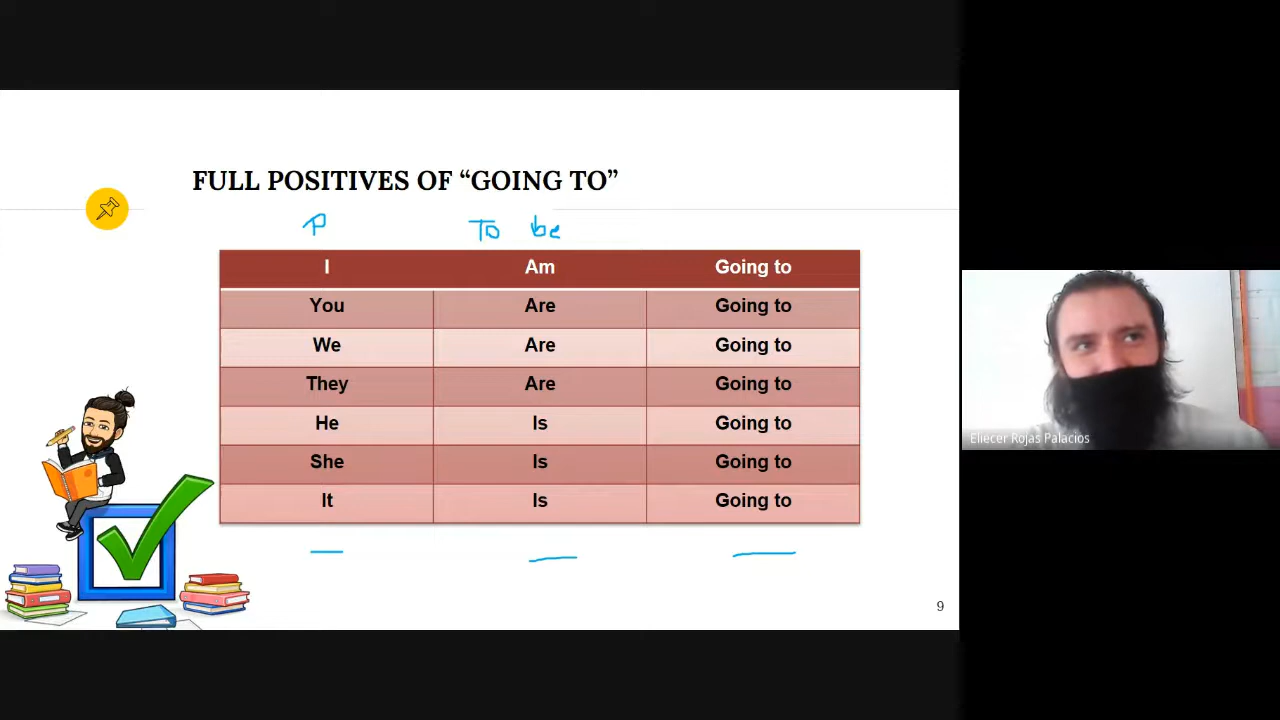 FULL POSITIVES OF “GOING TO”
P To be
I Am Going to
You Are Going to
We Are Going to
They Are Going to
He Is Going to
She Is Going to
It Is Going to
Eliecer Rojas Palacios
9